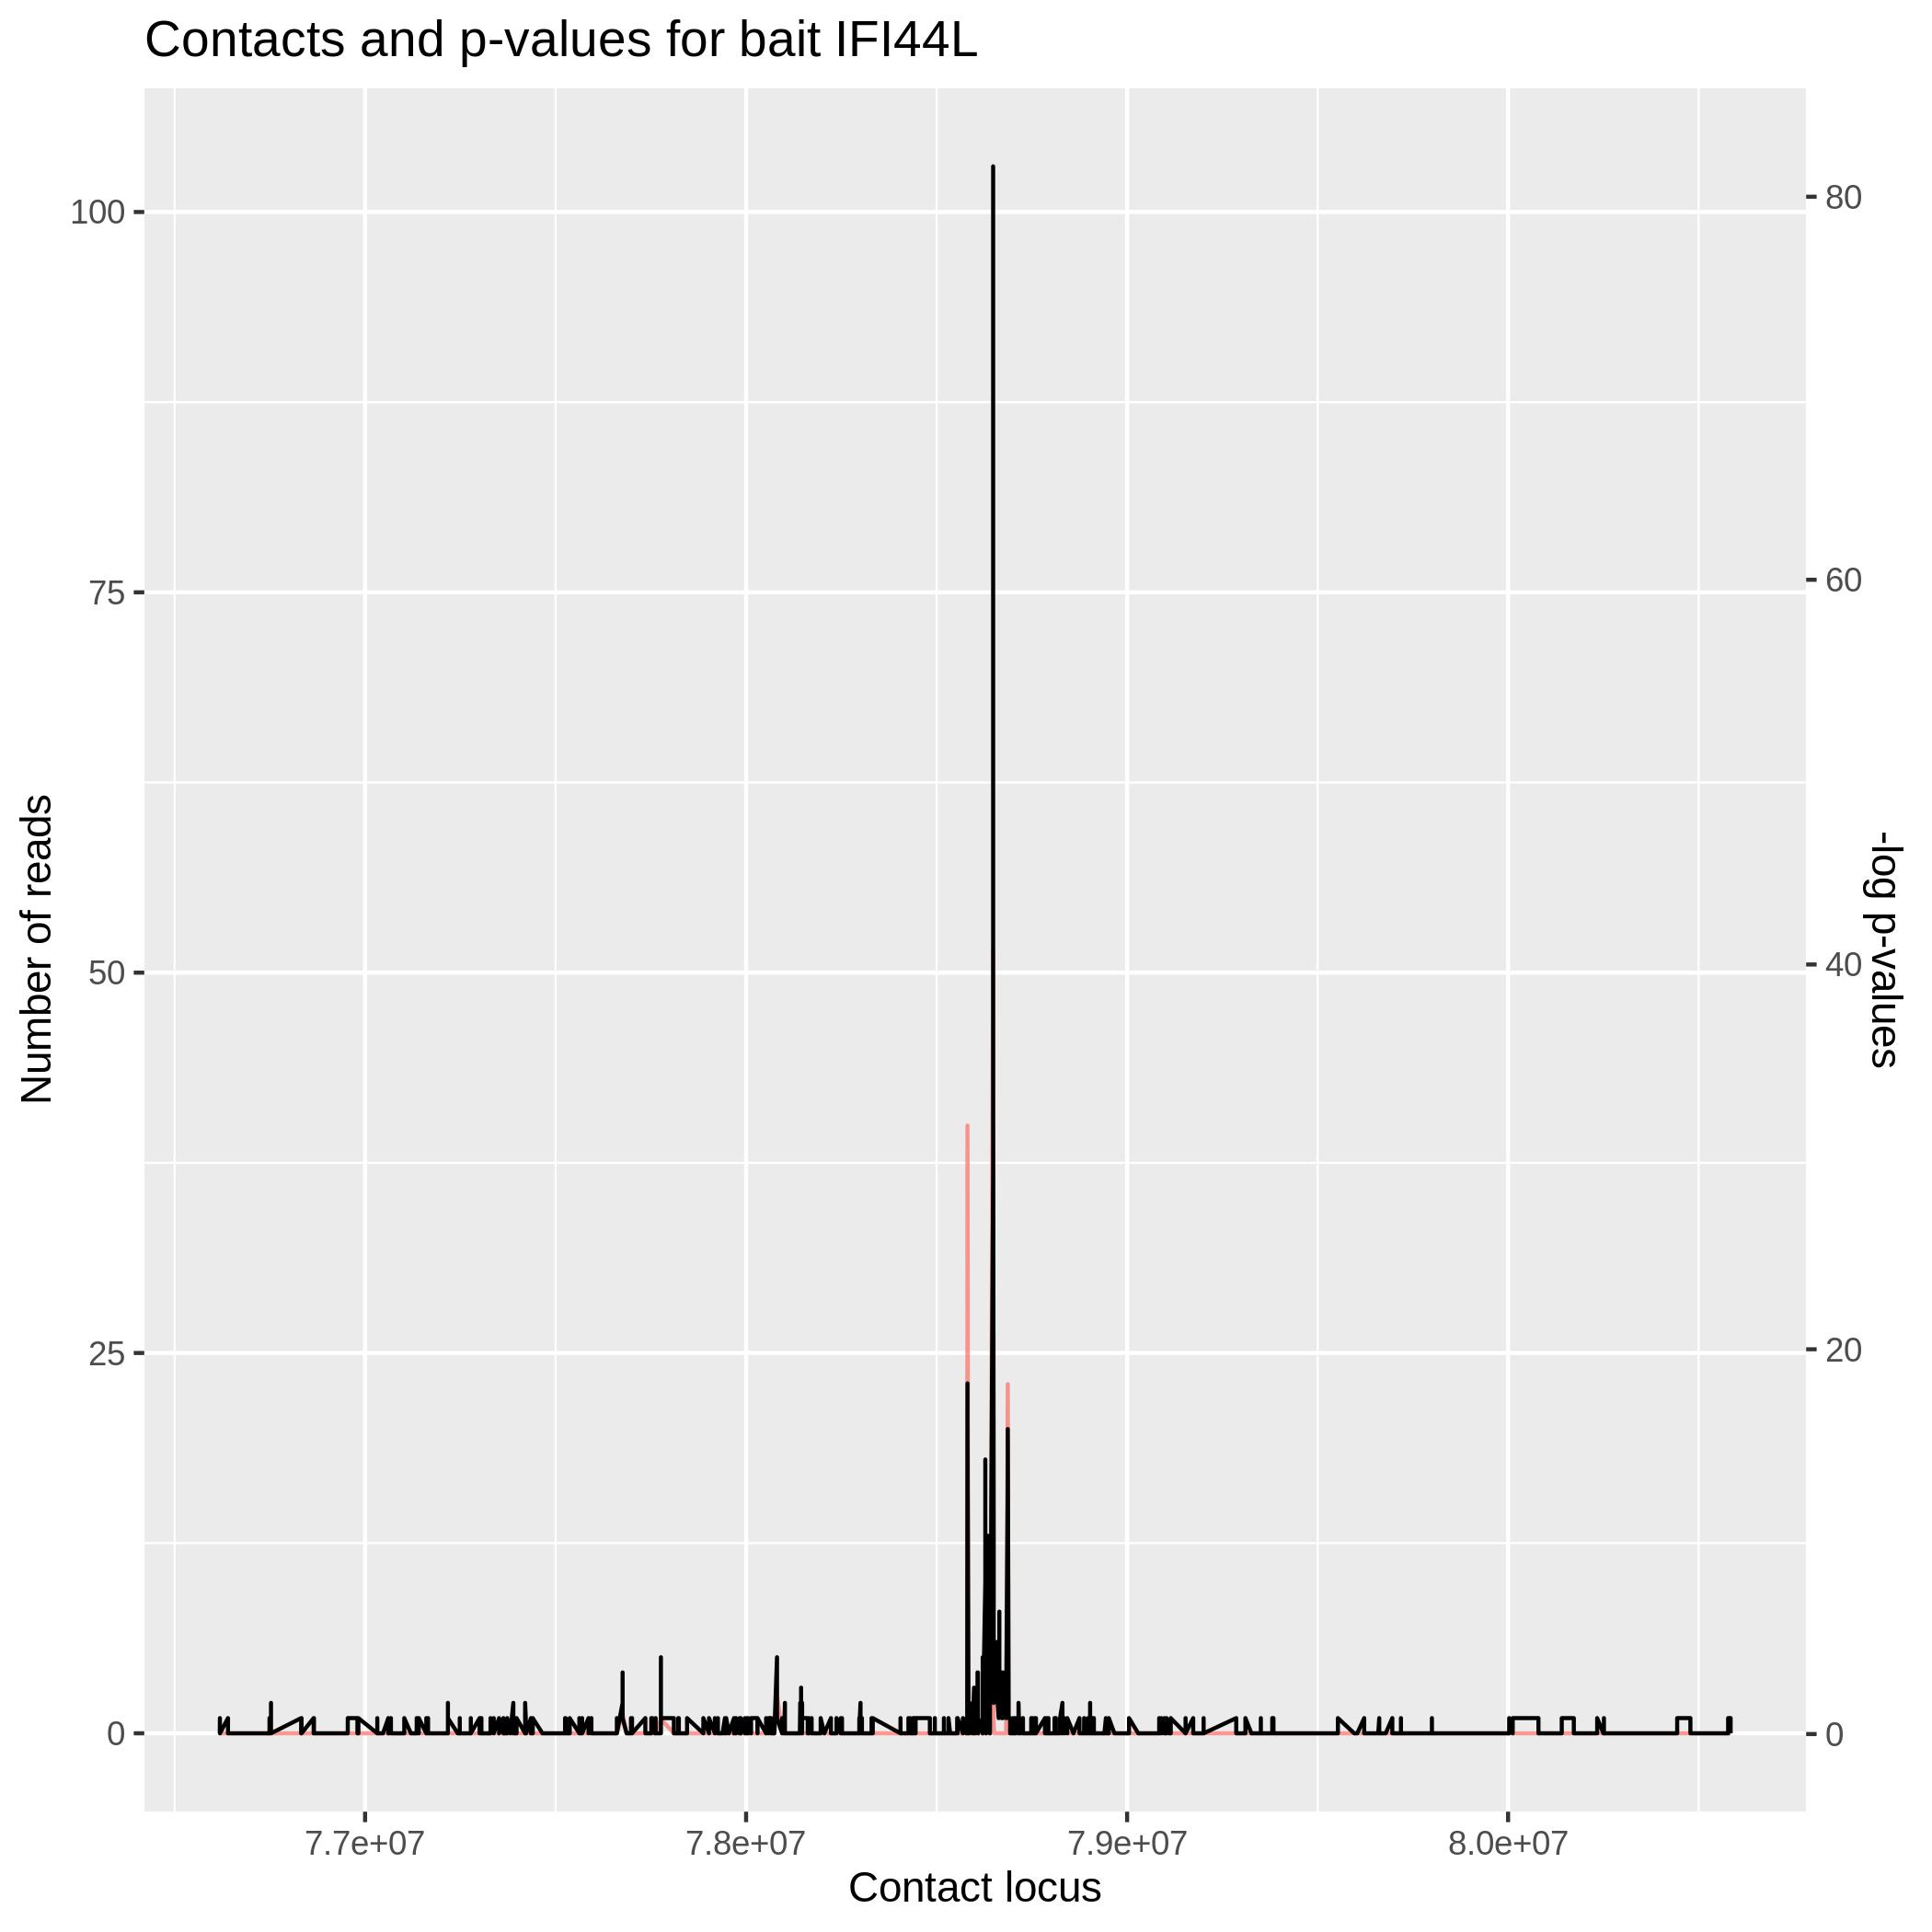 Contacts and p-values for bait IFI44L
100
75
50
25
0
Number of reads
80
60
40
20
0
-log p-values
7.7e+07
7.8e+07
7.9e+07
8.0e+07
Contact locus